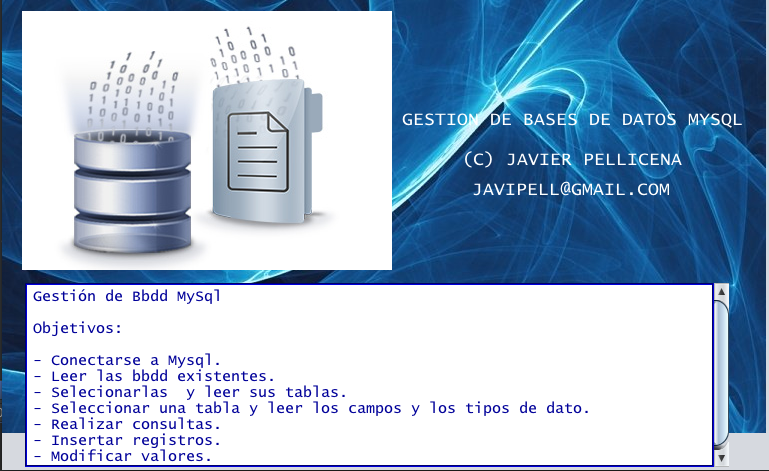 GESTION DE BASES DE DATOS MYSQL
(C) JAVIER PELLICENA
JAVIPELL@GMAIL.COM
Gestión de Bbdd MySql
Objetivos:
- Conectarse a Mysql.
- Leer las bbdd existentes.
- Selecionarlas  y leer sus tablas.
- Seleccionar una tabla y leer los campos y los tipos de dato.
- Realizar consultas.
- Insertar registros.
- Modificar valores.